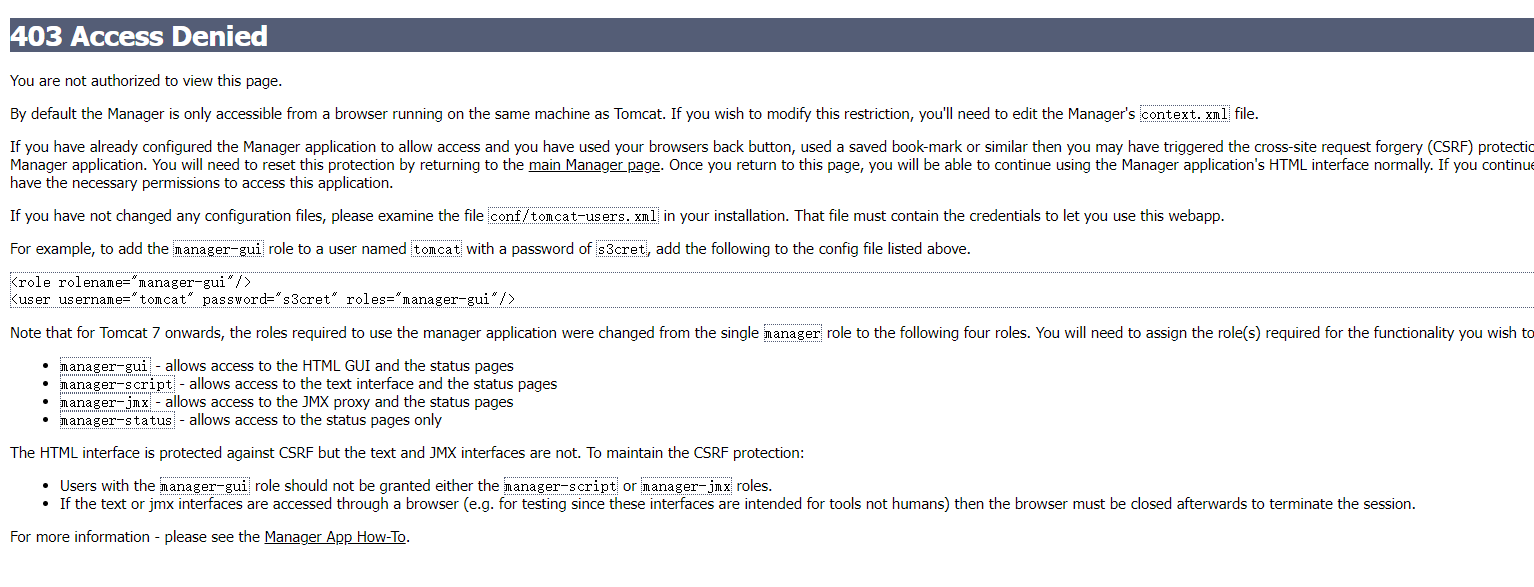 403 Access Denied
You are not authorized to view this page.
By default the Manager is only accessible from a browser running on the same machine as Tomcat. If you wish to modify this restriction, you'll need to edit the Manager's context.xml file.
If you have already configured the Manager application to allow access and you have used your browsers back button, used a saved book-mark or similar then you may have triggered the cross-site request forgery (CSRF)
Manager application. You will need to reset this protection by returning to the main Manager page. Once you return to this page, you will be able to continue using the Manager application's HTML interface normally. If you
have the necessary permissions to access this application.
If you have not changed any configuration files, please examine the file conf/tomcat-users.xml in your installation. That file must contain the credentials to let you use this webapp.
For example, to add the manager-gui role to a user named tomcat with a password of s3cret, add the following to the config file listed above.
<role rolename="manager-gui"/>
<user username="tomcat" password="s3cret" roles="manager-gui"/>
Note that for Tomcat 7 onwards, the roles required to use the manager application were changed from the single manager role to the following four roles. You will need to assign the role(s) required for the functionality you wish to
• manager-gui - allows access to the HTML GUI and the status pages
• manager-script - allows access to the text interface and the status pages
• manager-jmx - allows access to the JMX proxy and the status pages
• manager-status - allows access to the status pages only
The HTML interface is protected against CSRF but the text and JMX interfaces are not. To maintain the CSRF protection:
• Users with the manager-gui role should not be granted either the manager-script or manager-jmx roles.
• If the text or jmx interfaces are accessed through a browser (e.g. for testing since these interfaces are intended for tools not humans) then the browser must be closed afterwards to terminate the session.
For more information - please see the Manager App How-To.